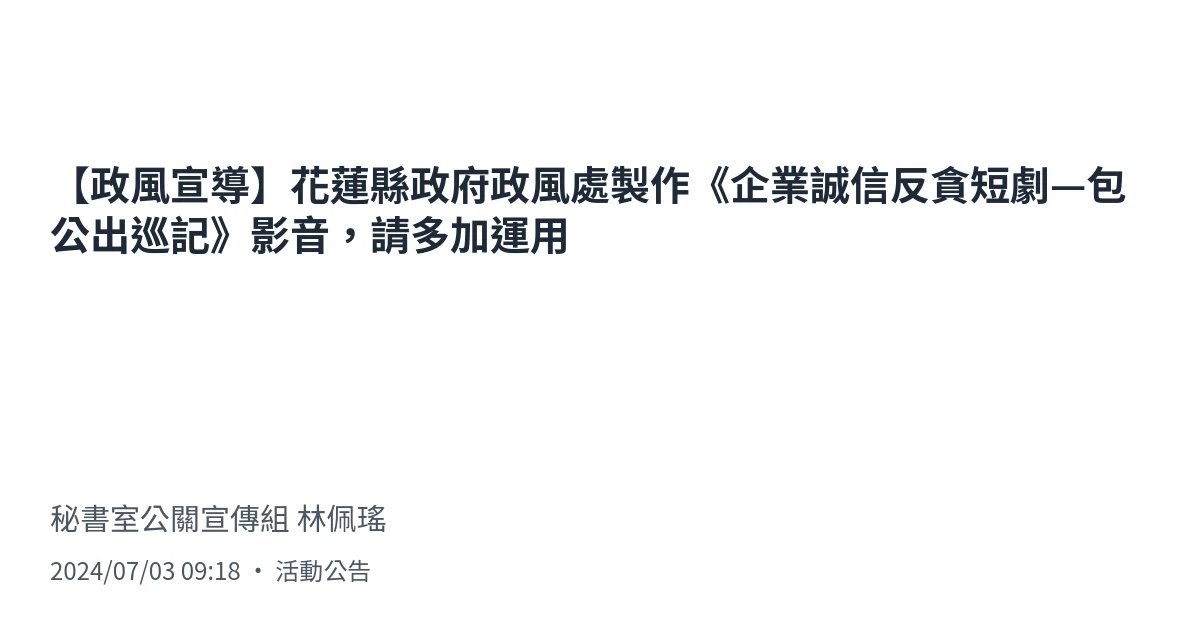 【政風宣導】花蓮縣政府政風處製作《企業誠信反貪短劇—包
公出巡記》影音，請多加運用
秘書室公關宣傳組 林佩瑤
2024/07/03 09:18 • 活動公告